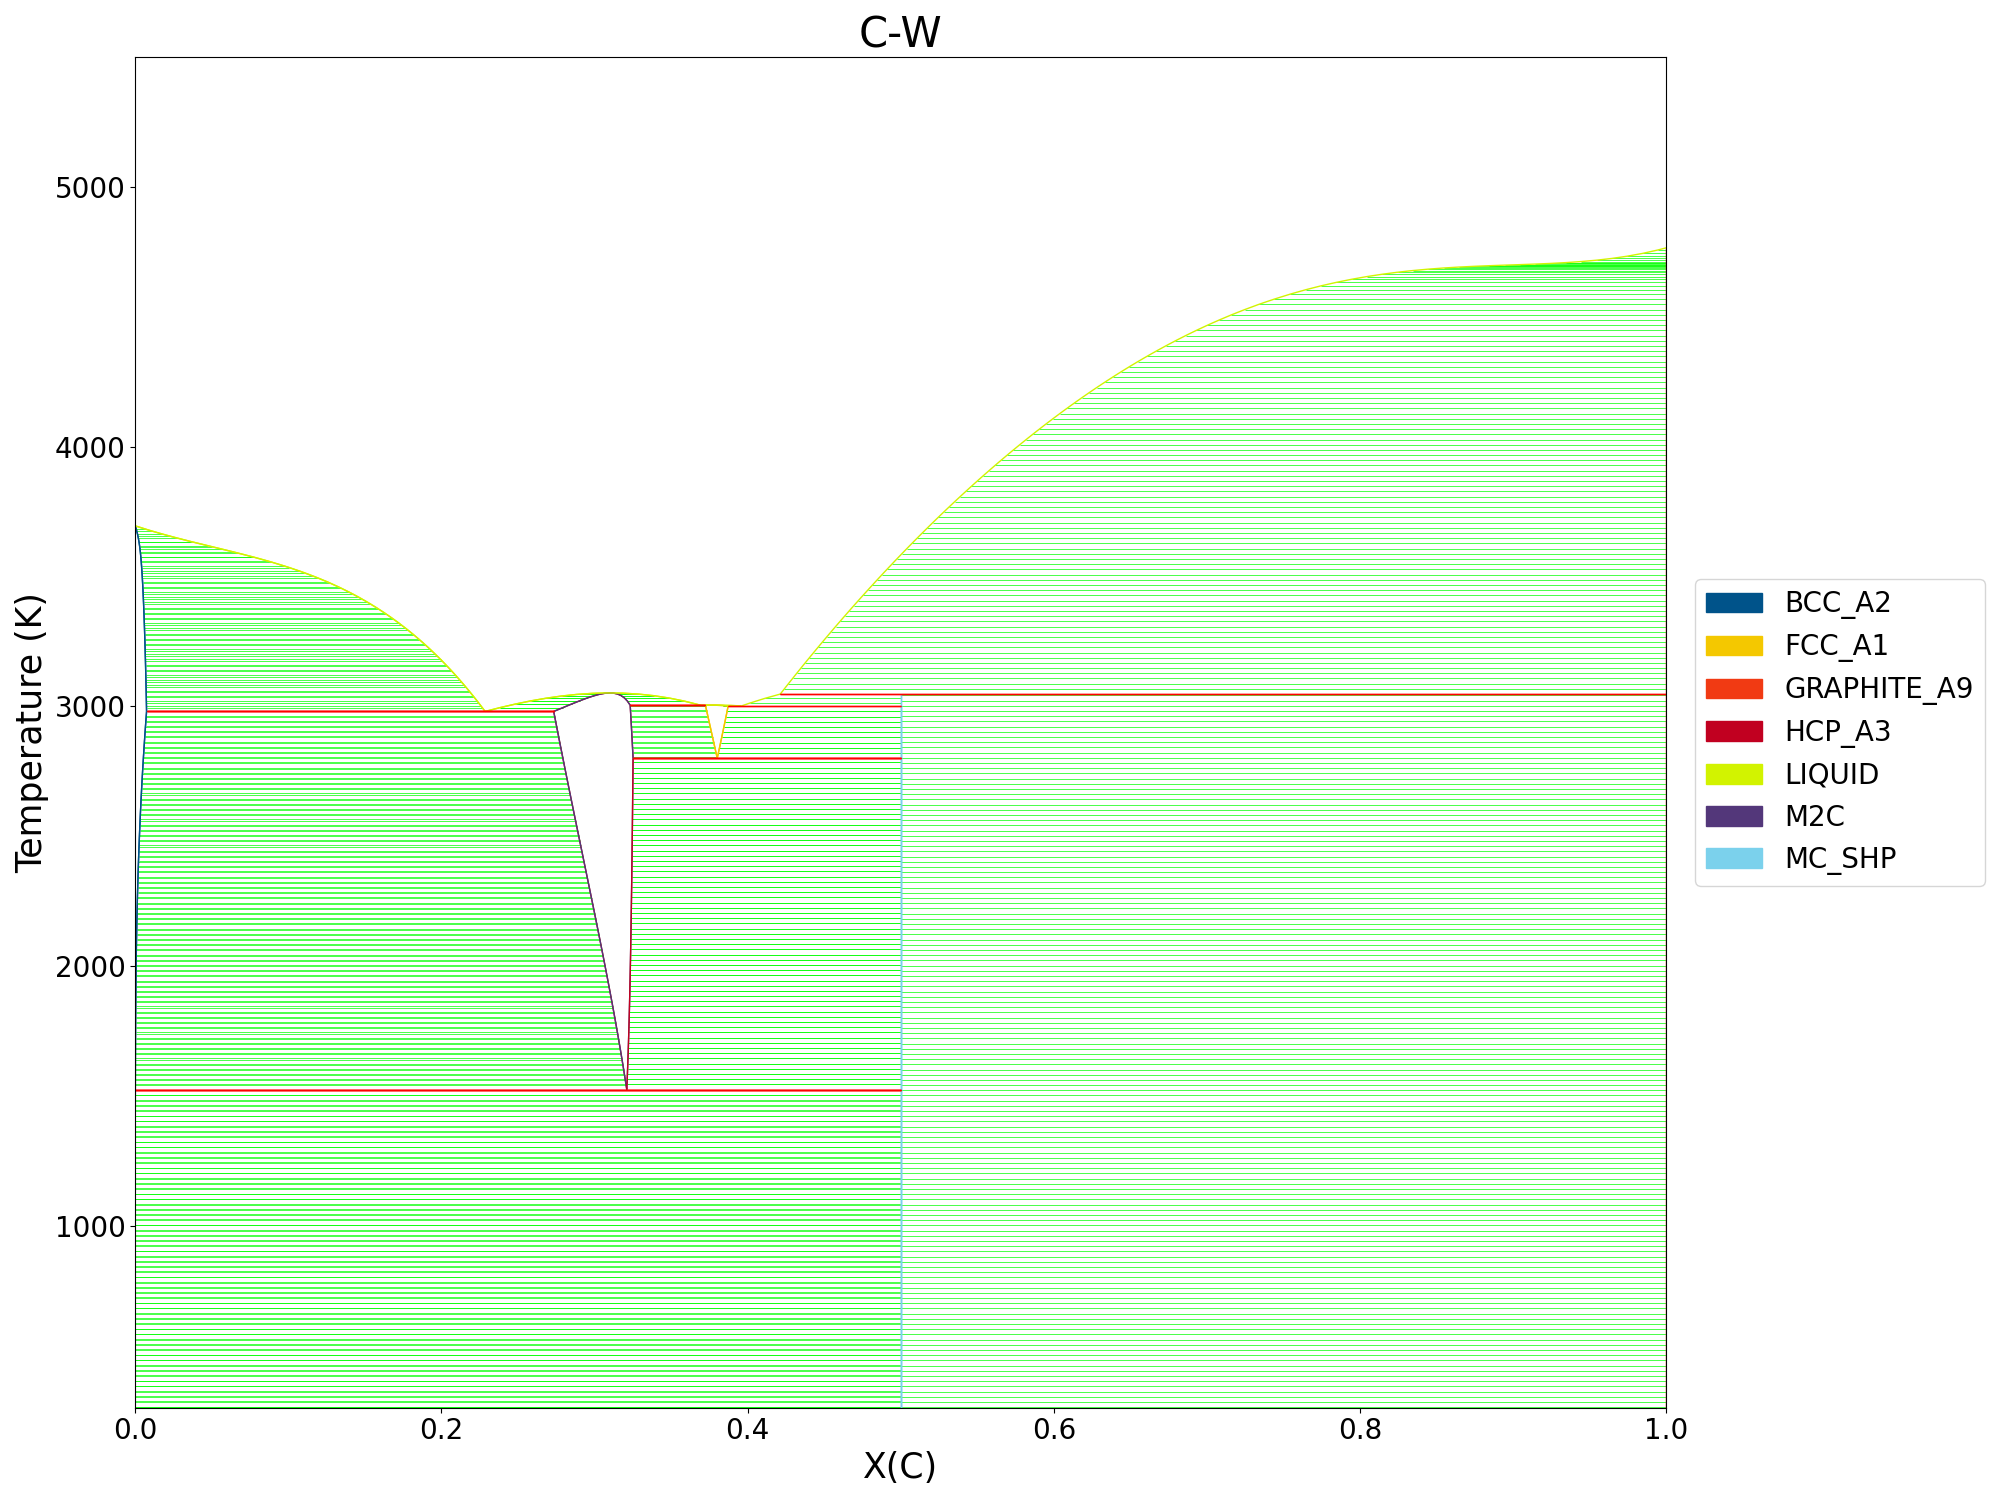 C-W
5000
4000
3000
2000
1000
Temperature (K)
0.0 0.2 0.4 0.6 0.8 1.0
X(C)
BCC_A2
FCC_A1
GRAPHITE_A9
HCP_A3
LIQUID
M2C
MC_SHP